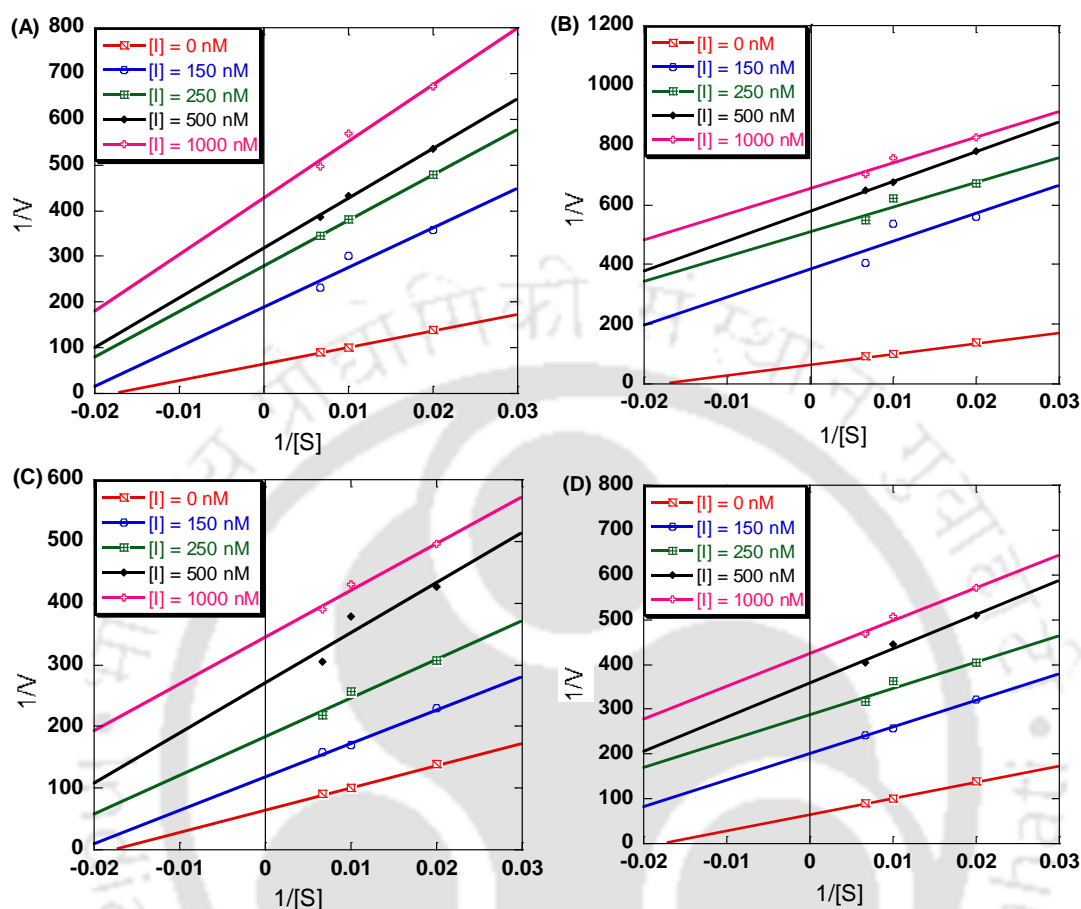 (A)
800
700
600
500
400
300
200
100
0
-0.02 -0.01 0 0.01 0.02 0.03
1/V
1/[S]
[I] = 0 nM
[I] = 150 nM
[I] = 250 nM
[I] = 500 nM
[I] = 1000 nM
(B)
1200
1000
800
600
400
200
0
-0.02 -0.01 0 0.01 0.02 0.03
1/V
1/[S]
[I] = 0 nM
[I] = 150 nM
[I] = 250 nM
[I] = 500 nM
[I] = 1000 nM
(C)
600
500
400
300
200
100
0
-0.02 -0.01 0 0.01 0.02 0.03
1/V
1/[S]
[I] = 0 nM
[I] = 150 nM
[I] = 250 nM
[I] = 500 nM
[I] = 1000 nM
(D)
800
700
600
500
400
300
200
100
0
-0.02 -0.01 0 0.01 0.02 0.03
1/V
1/[S]
[I] = 0 nM
[I] = 150 nM
[I] = 250 nM
[I] = 500 nM
[I] = 1000 nM